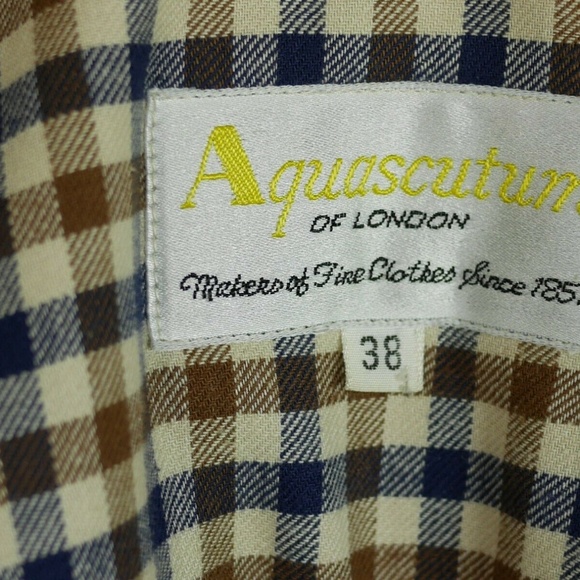 Aquascutum
OF LONDON
Makers of Fine Clothes Since 185
38